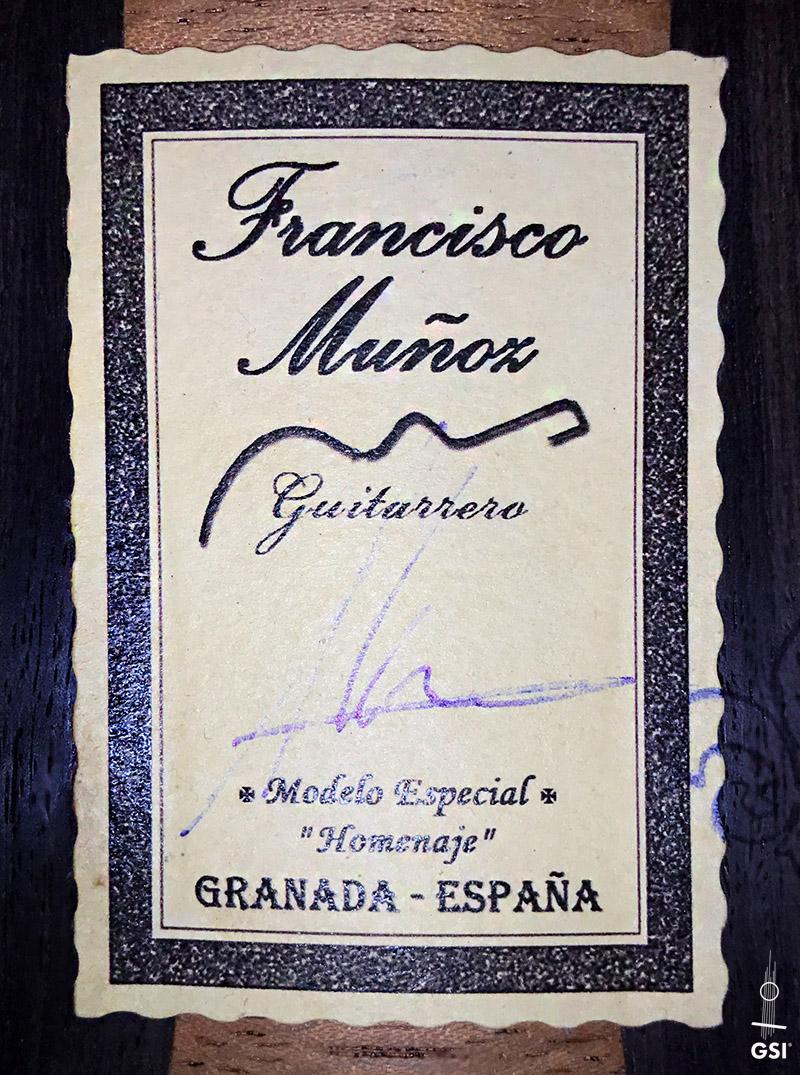 Francisco
Muñoz
Guitarrero
✠ Modelo Especial ✠
"Homenaje"
GRANADA - ESPAÑA
GSI